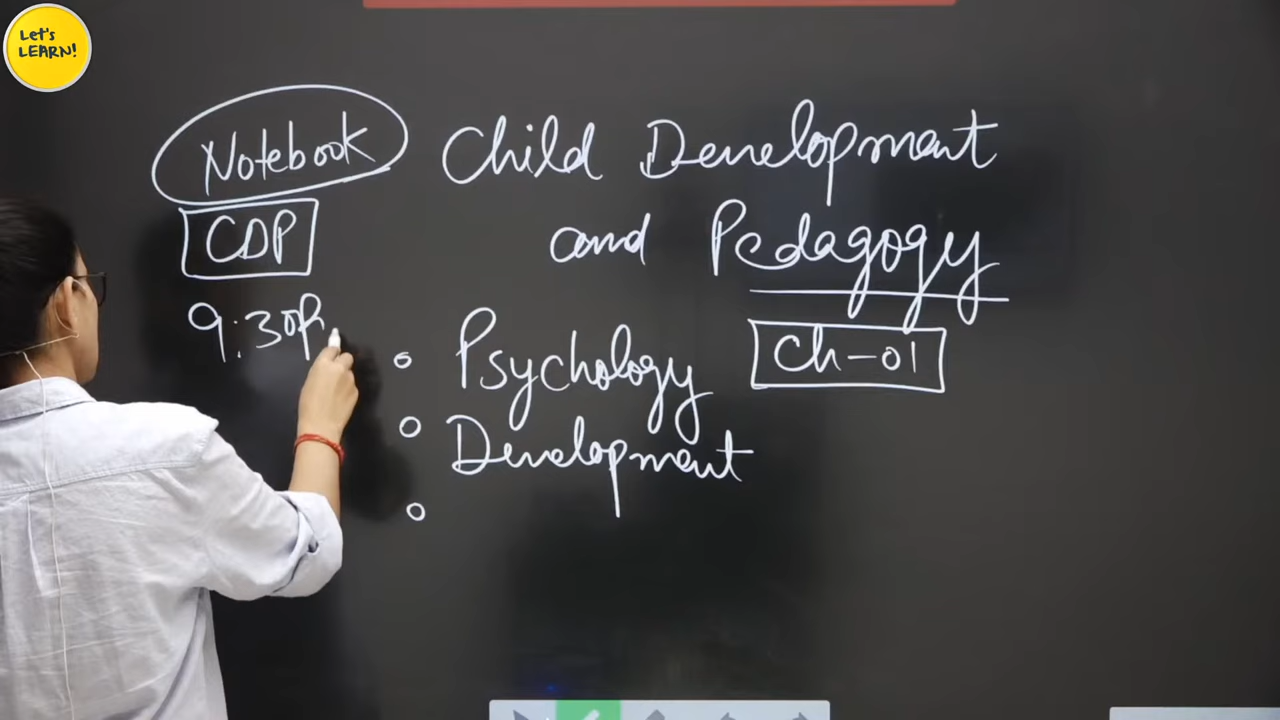 Let's
LEARN!
Notebook
Child Development
and Pedagogy
CDP
9:30p
Ch-01
Psychology
Development